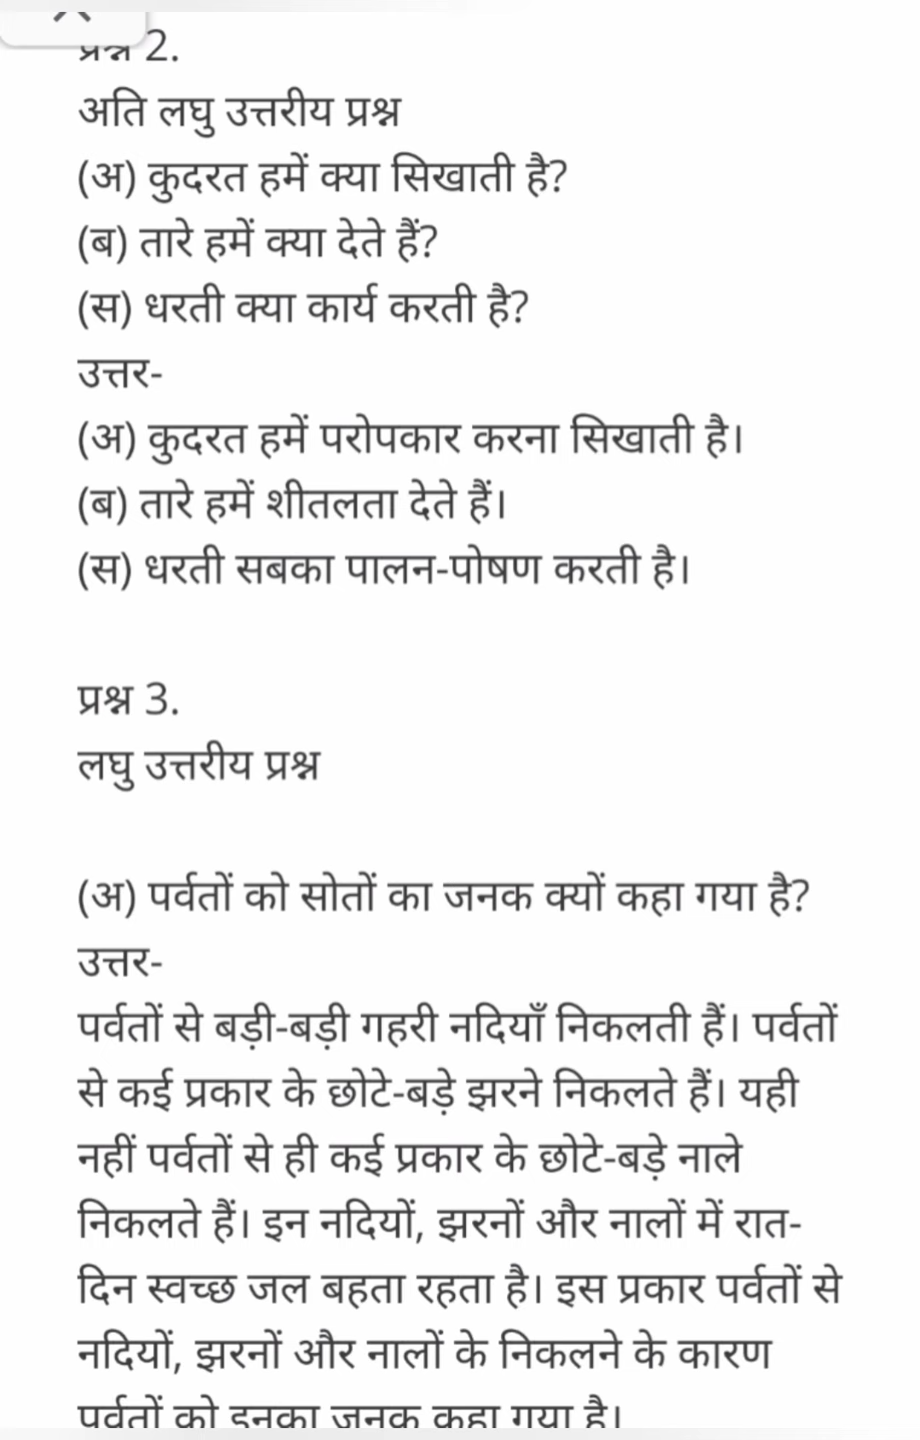 प्रश्न 2.
अति लघु उत्तरीय प्रश्न
(अ) कुदरत हमें क्या सिखाती है?
(ब) तारे हमें क्या देते हैं?
(स) धरती क्या कार्य करती है?
उत्तर-
(अ) कुदरत हमें परोपकार करना सिखाती है।
(ब) तारे हमें शीतलता देते हैं।
(स) धरती सबका पालन-पोषण करती है।
प्रश्न 3.
लघु उत्तरीय प्रश्न
(अ) पर्वतों को सोतों का जनक क्यों कहा गया है?
उत्तर-
पर्वतों से बड़ी-बड़ी गहरी नदियाँ निकलती हैं। पर्वतों
से कई प्रकार के छोटे-बड़े झरने निकलते हैं। यही
नहीं पर्वतों से ही कई प्रकार के छोटे-बड़े नाले
निकलते हैं। इन नदियों, झरनों और नालों में रात-
दिन स्वच्छ जल बहता रहता है। इस प्रकार पर्वतों से
नदियों, झरनों और नालों के निकलने के कारण
पर्वतों को इनका जनक कहा गया है।